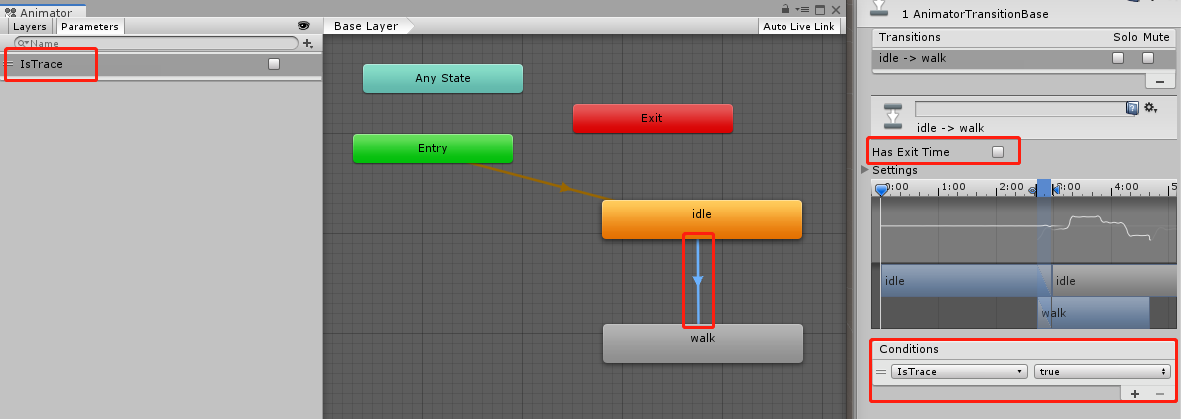 Animator
Layers
Parameters
Name
IsTrace
Base Layer
Auto Live Link
Any State
Exit
Entry
idle
walk
1 AnimatorTransitionBase
Transitions
Solo Mute
idle -> walk
idle -> walk
Has Exit Time
Settings
0:00 1:00 2:00 3:00 4:00 5
idle
idle
walk
Conditions
IsTrace
true